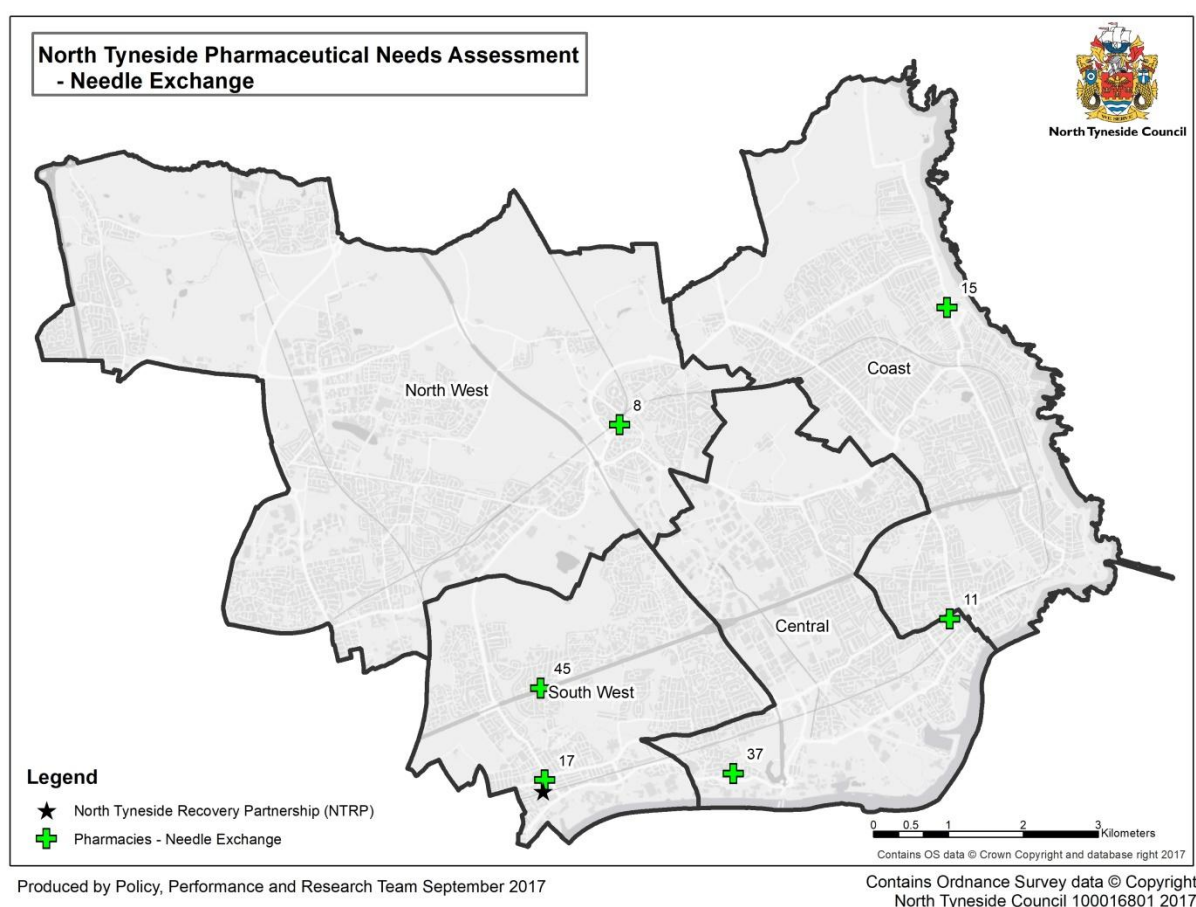 North Tyneside Pharmaceutical Needs Assessment
- Needle Exchange
WE SERVE
North Tyneside Council
15
Coast
North West
8
11
Central
45
South West
17
37
Legend
North Tyneside Recovery Partnership (NTRP)
Pharmacies - Needle Exchange
0 0.5 1 2 3
Kilometers
Contains OS data © Crown Copyright and database right 2017
Produced by Policy, Performance and Research Team September 2017
Contains Ordnance Survey data © Copyright
North Tyneside Council 100016801 2017